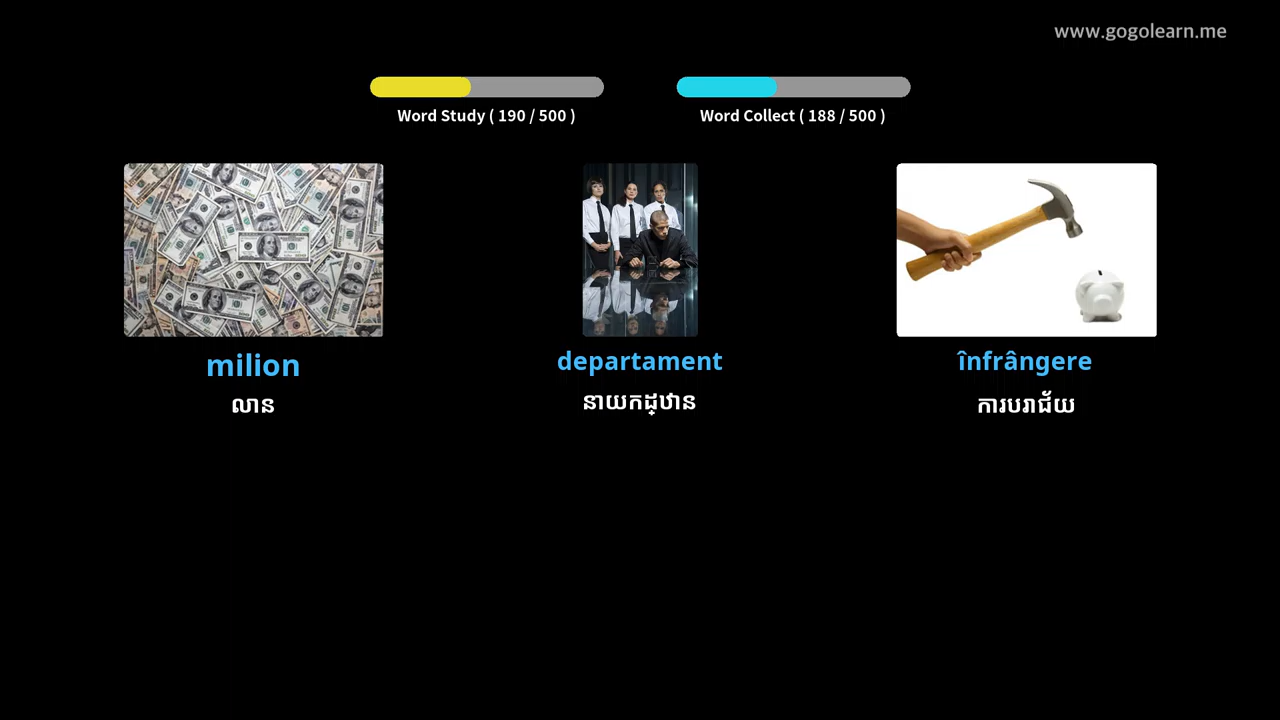 www.gogolearn.me
Word Study ( 190 / 500 )
Word Collect ( 188 / 500 )
milion
departament
înfrângere
លាន
នាយកដ្ឋាន
ការបរាជ័យ